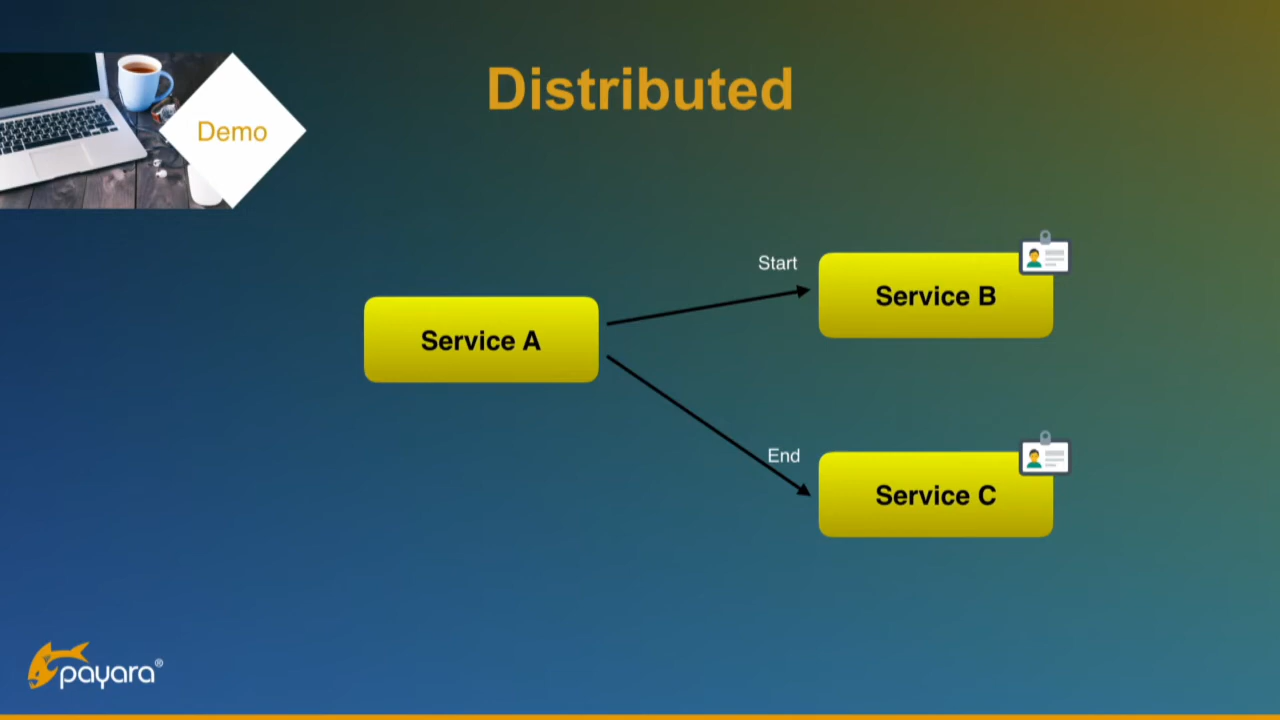 Distributed
Demo
Start
Service B
Service A
End
Service C
payara®